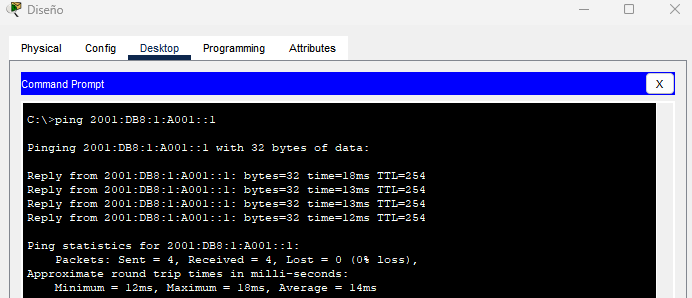 Diseño
Physical Config Desktop Programming Attributes
Command Prompt X
C:\>ping 2001:DB8:1:A001::1
Pinging 2001:DB8:1:A001::1 with 32 bytes of data:
Reply from 2001:DB8:1:A001::1: bytes=32 time=18ms TTL=254
Reply from 2001:DB8:1:A001::1: bytes=32 time=13ms TTL=254
Reply from 2001:DB8:1:A001::1: bytes=32 time=13ms TTL=254
Reply from 2001:DB8:1:A001::1: bytes=32 time=12ms TTL=254
Ping statistics for 2001:DB8:1:A001::1:
Packets: Sent = 4, Received = 4, Lost = 0 (0% loss),
Approximate round trip times in milli-seconds:
Minimum = 12ms, Maximum = 18ms, Average = 14ms